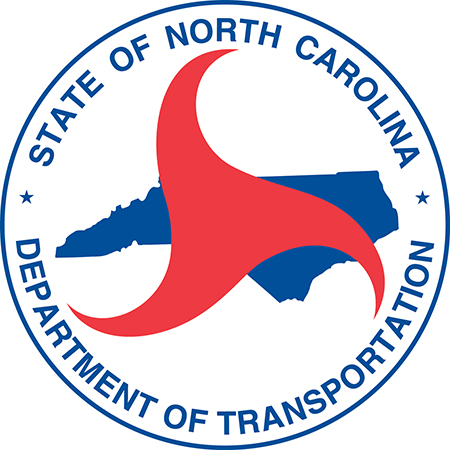 STATE OF NORTH CAROLINA
DEPARTMENT OF TRANSPORTATION